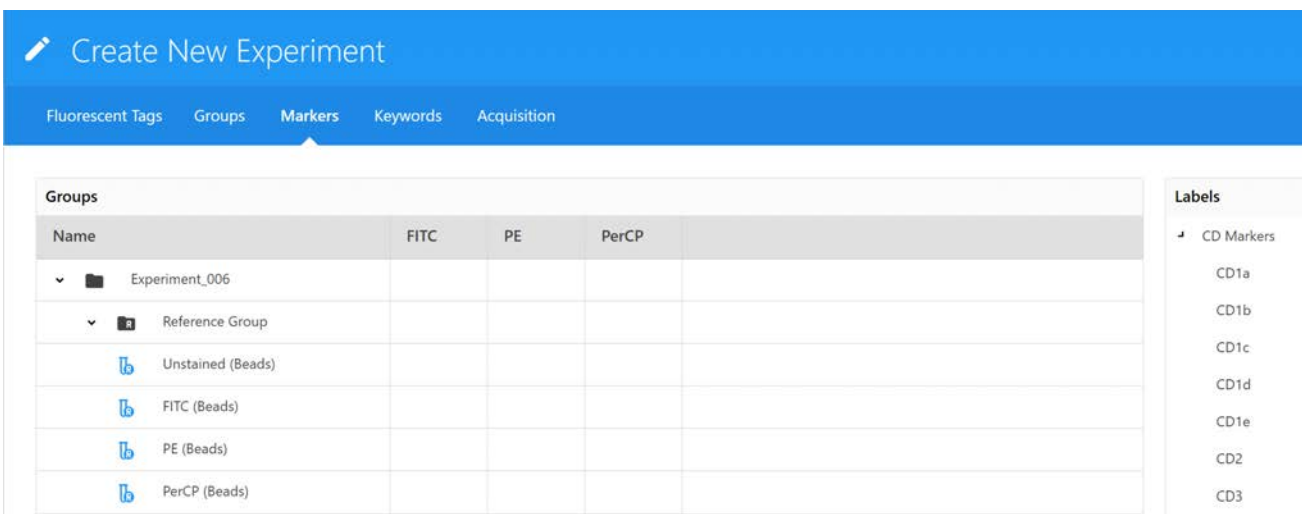 Create New Experiment
Fluorescent Tags Groups Markers Keywords Acquisition
Groups
Name FITC PE PerCP
Experiment_006
Reference Group
Unstained (Beads)
FITC (Beads)
PE (Beads)
PerCP (Beads)
Labels
CD Markers
CD1a
CD1b
CD1c
CD1d
CD1e
CD2
CD3